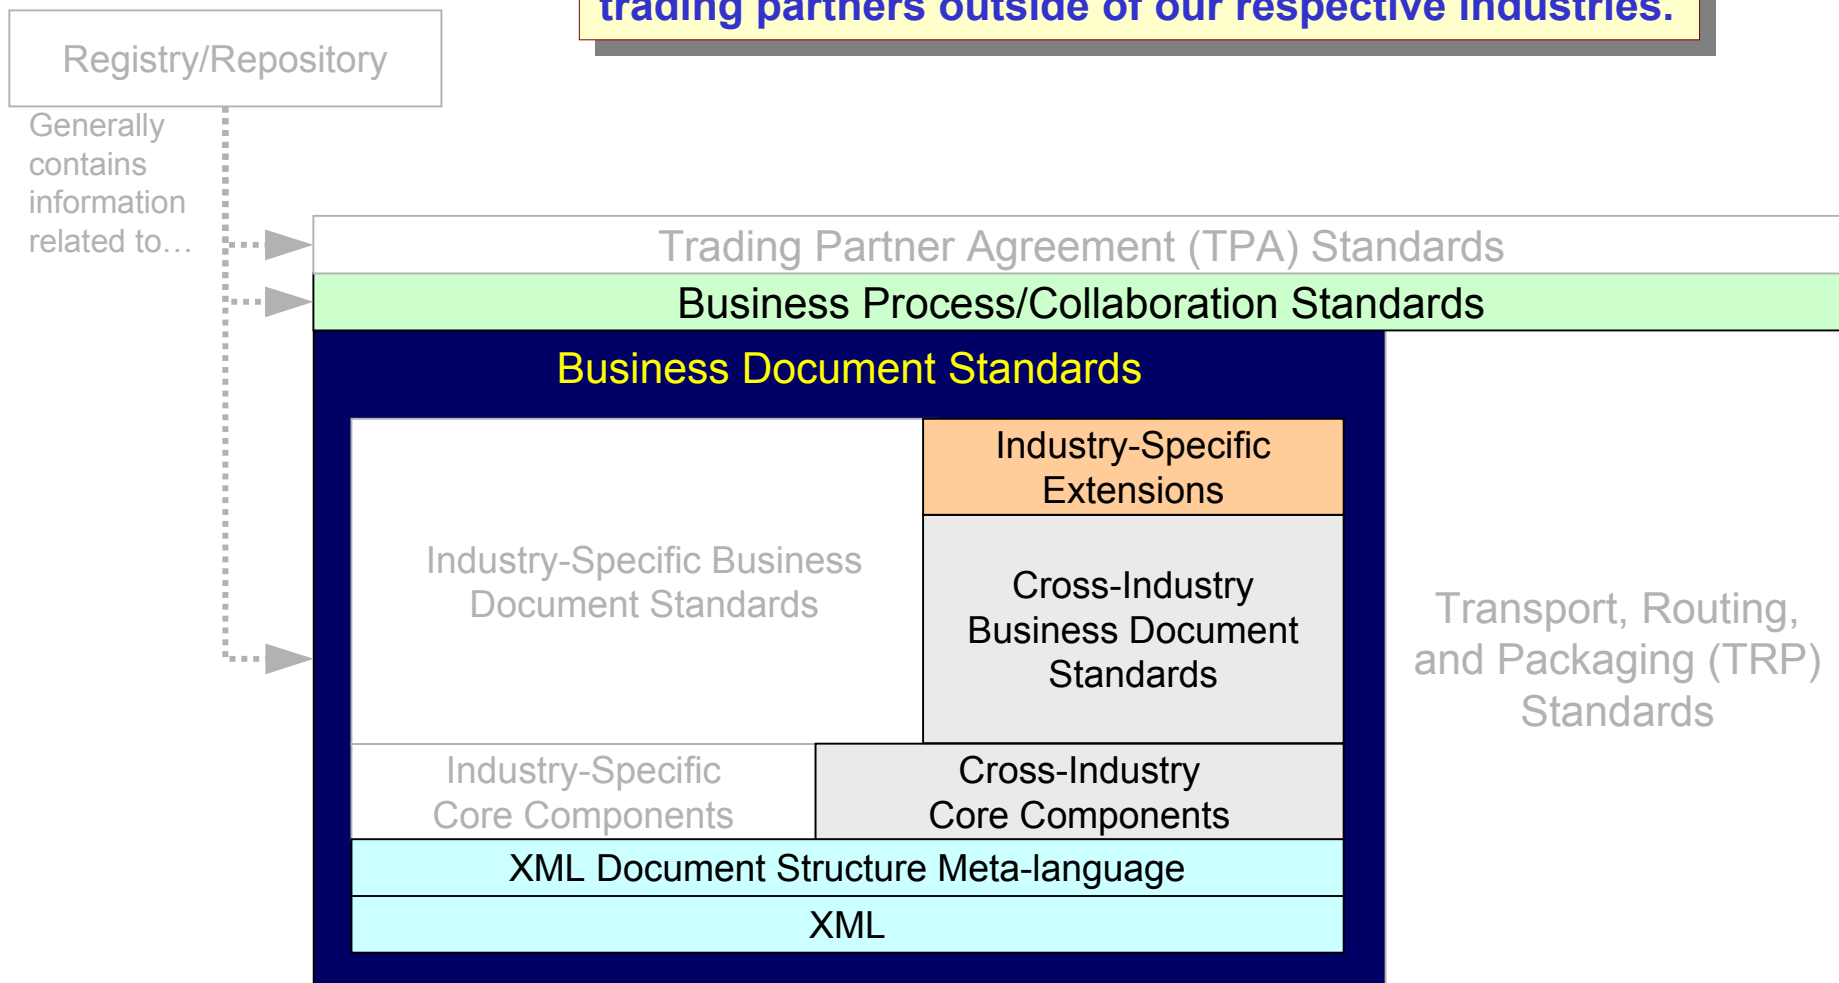 trading partners outside of our respective industries.
Registry/Repository
Generally
contains
information
related to…
Trading Partner Agreement (TPA) Standards
Business Process/Collaboration Standards
Business Document Standards
Industry-Specific
Extensions
Industry-Specific Business
Document Standards
Cross-Industry
Business Document
Standards
Transport, Routing,
and Packaging (TRP)
Standards
Industry-Specific
Core Components
Cross-Industry
Core Components
XML Document Structure Meta-language
XML